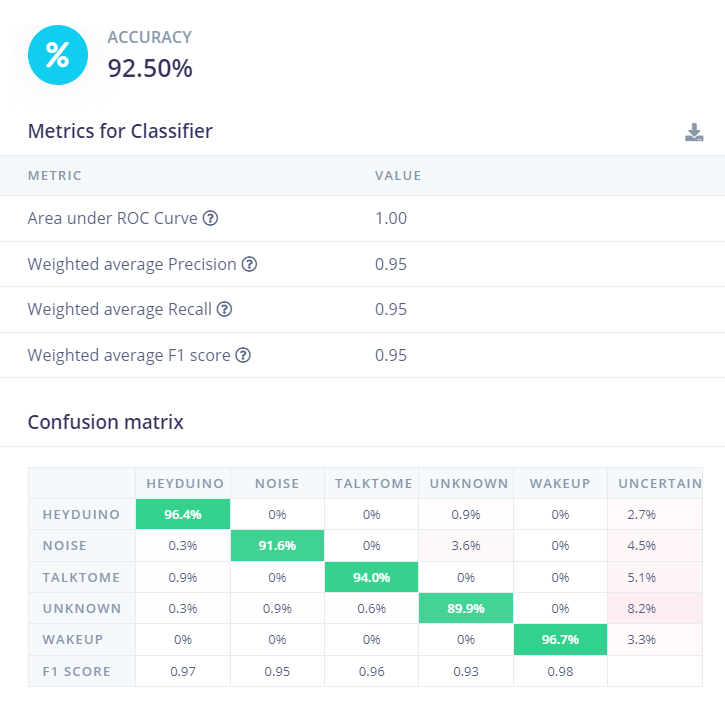 %
ACCURACY
92.50%
Metrics for Classifier
METRIC VALUE
Area under ROC Curve ? 1.00
Weighted average Precision ? 0.95
Weighted average Recall ? 0.95
Weighted average F1 score ? 0.95
Confusion matrix
HEYDUINO NOISE TALKTOME UNKNOWN WAKEUP UNCERTAIN
HEYDUINO 96.4% 0% 0% 0.9% 0% 2.7%
NOISE 0.3% 91.6% 0% 3.6% 0% 4.5%
TALKTOME 0.9% 0% 94.0% 0% 0% 5.1%
UNKNOWN 0.3% 0.9% 0.6% 89.9% 0% 8.2%
WAKEUP 0% 0% 0% 0% 96.7% 3.3%
F1 SCORE 0.97 0.95 0.96 0.93 0.98